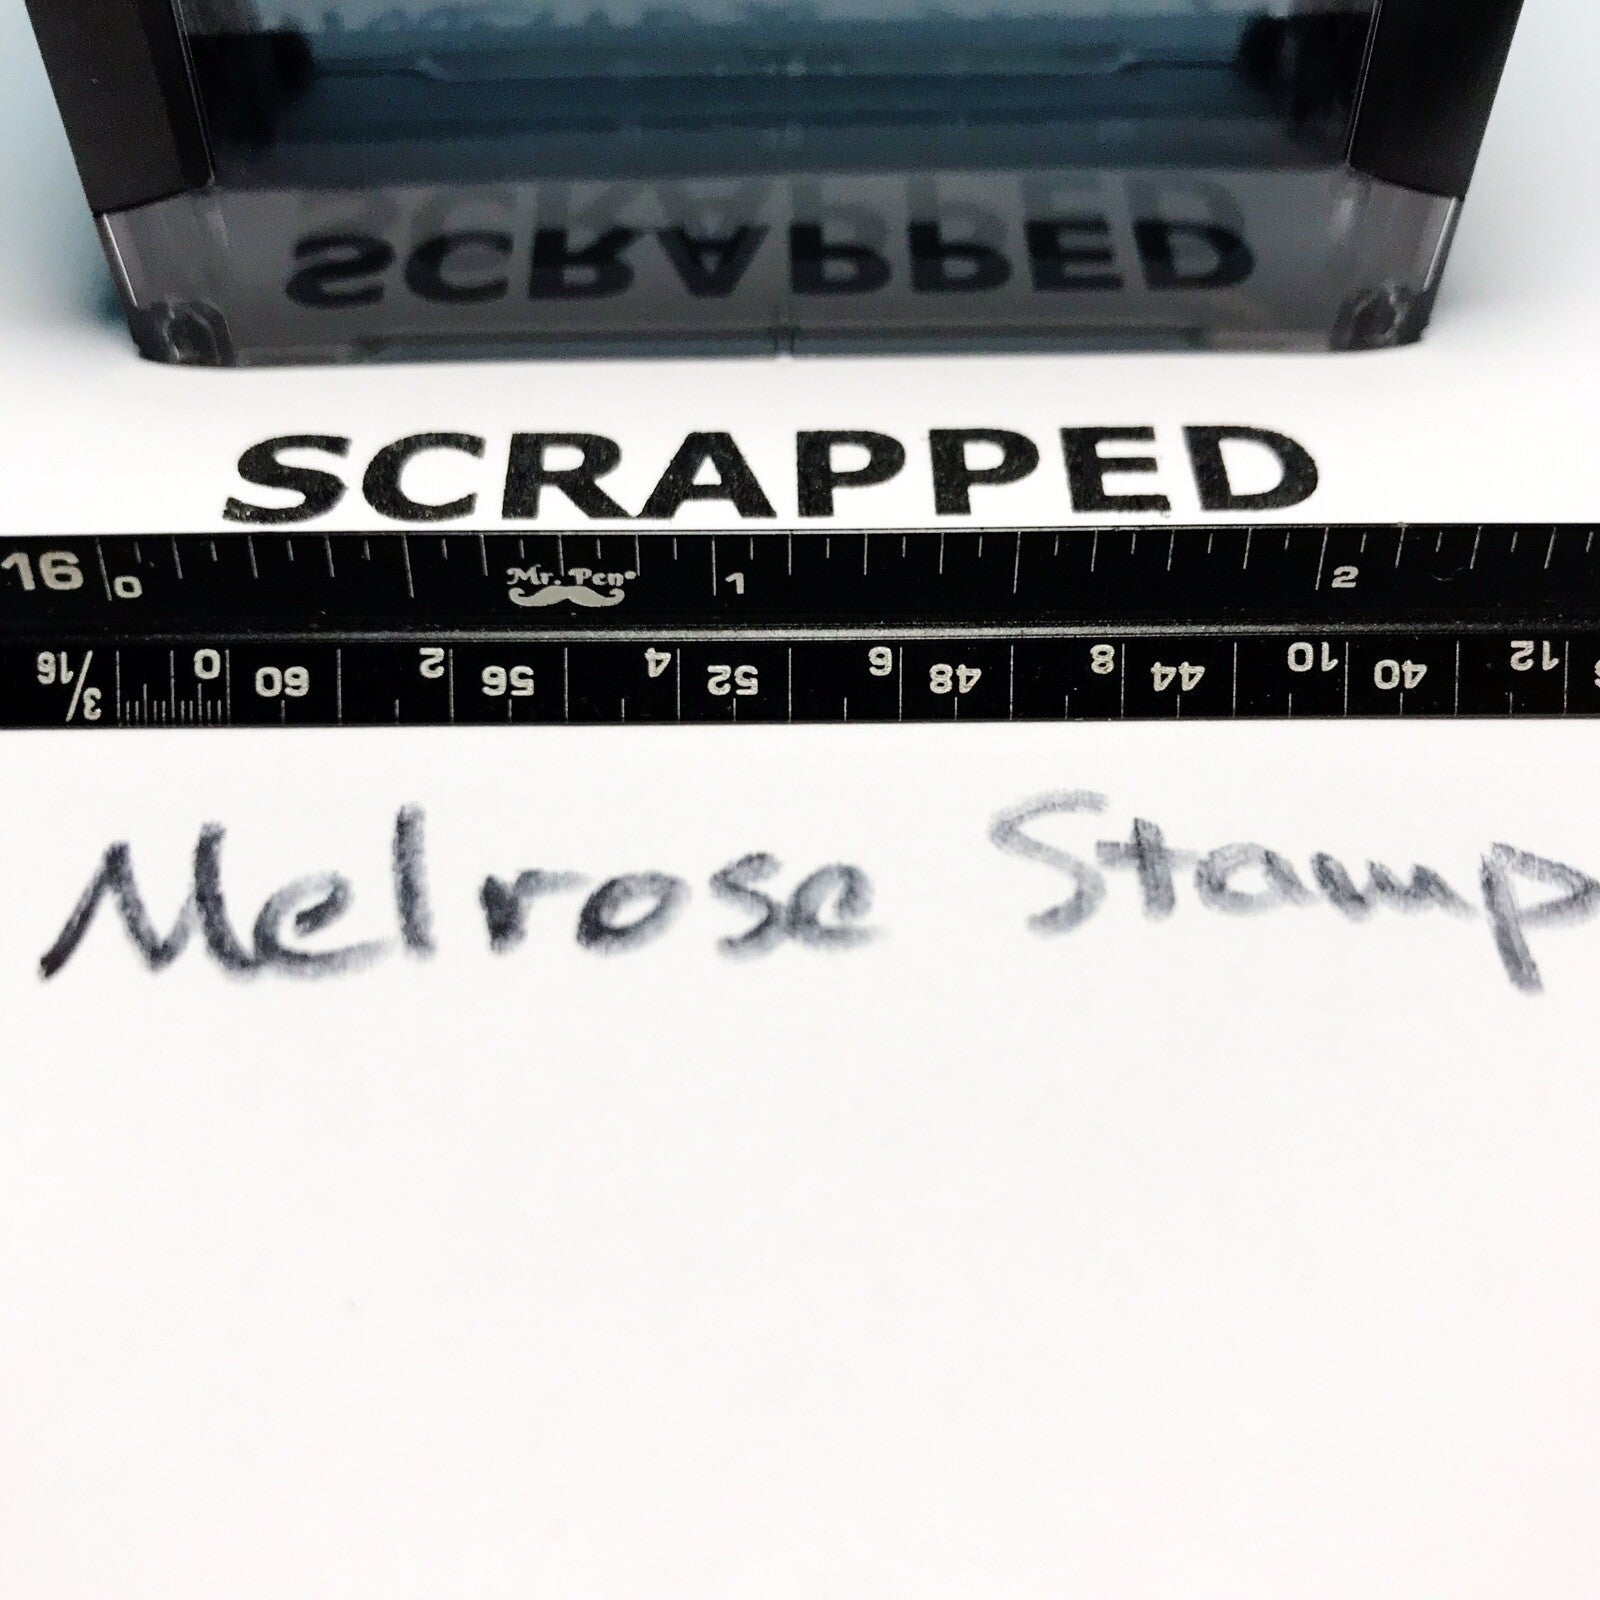 SCRAPPED
SCRAPPED
16 0 Mr. Pen® 1 2
3/16 0 60 2 56 4 52 6 48 8 44 10 40 12
Melrose Stamp